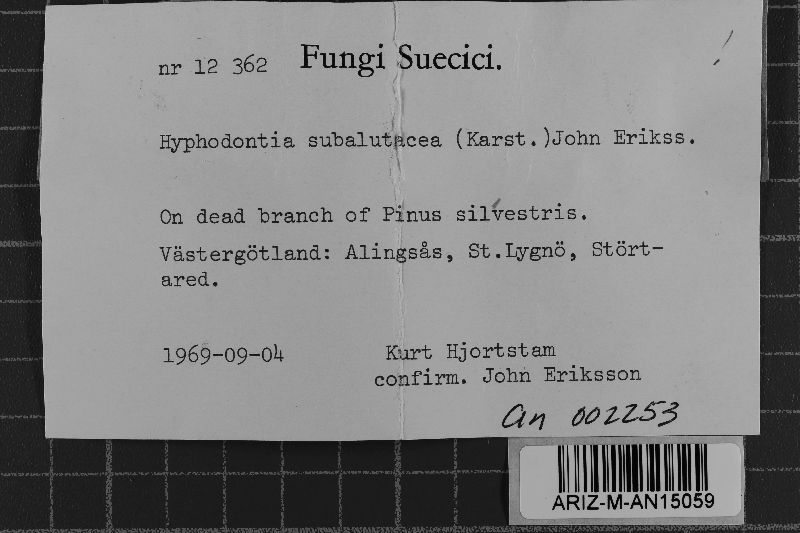 nr 12 362 Fungi Suecici.
Hyphodontia subalutacea (Karst.)John Erikss.
On dead branch of Pinus silvestris.
Västergötland: Alingsås, St.Lygnö, Stört-
ared.
1969-09-04 Kurt Hjortstam
confirm. John Eriksson
an 002253
ARIZ-M-AN15059